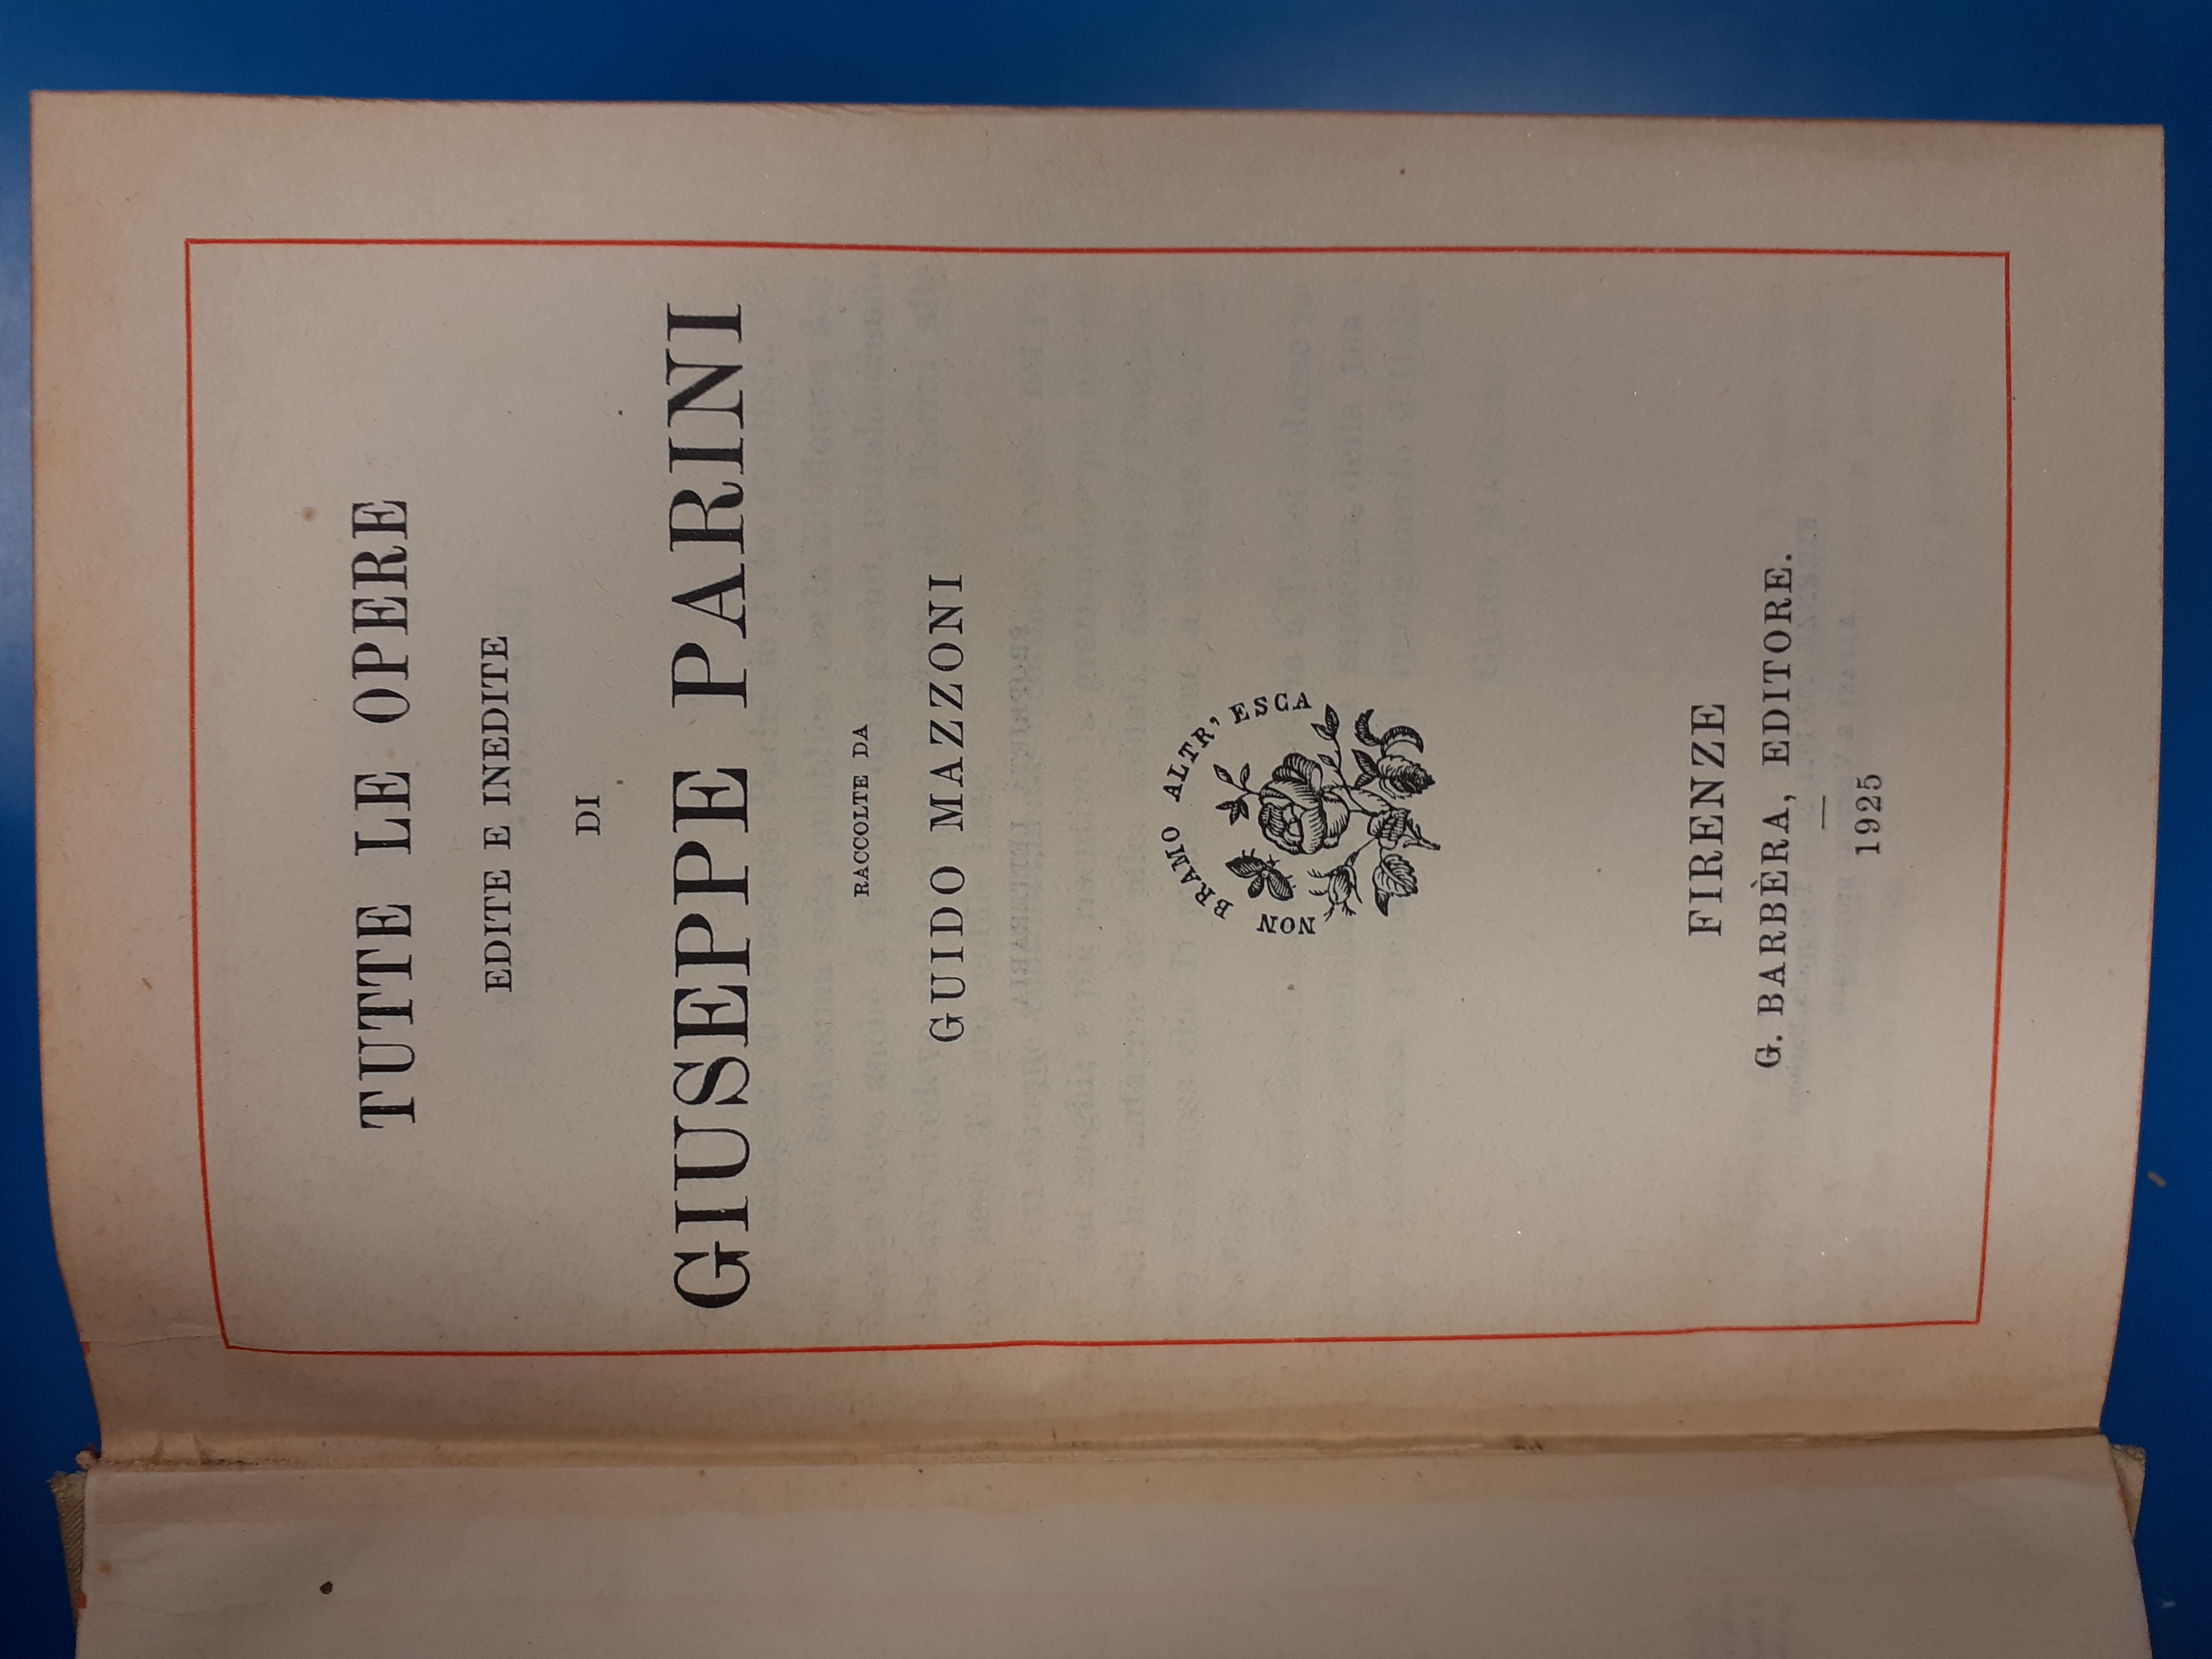 TUTTE LE OPERE
EDITE E INEDITE
DI
GIUSEPPE PARINI
RACCOLTE DA
GUIDO MAZZONI
NON BRAMO ALTR, ESCA
FIRENZE
G. BARBÈRA, EDITORE.
1925